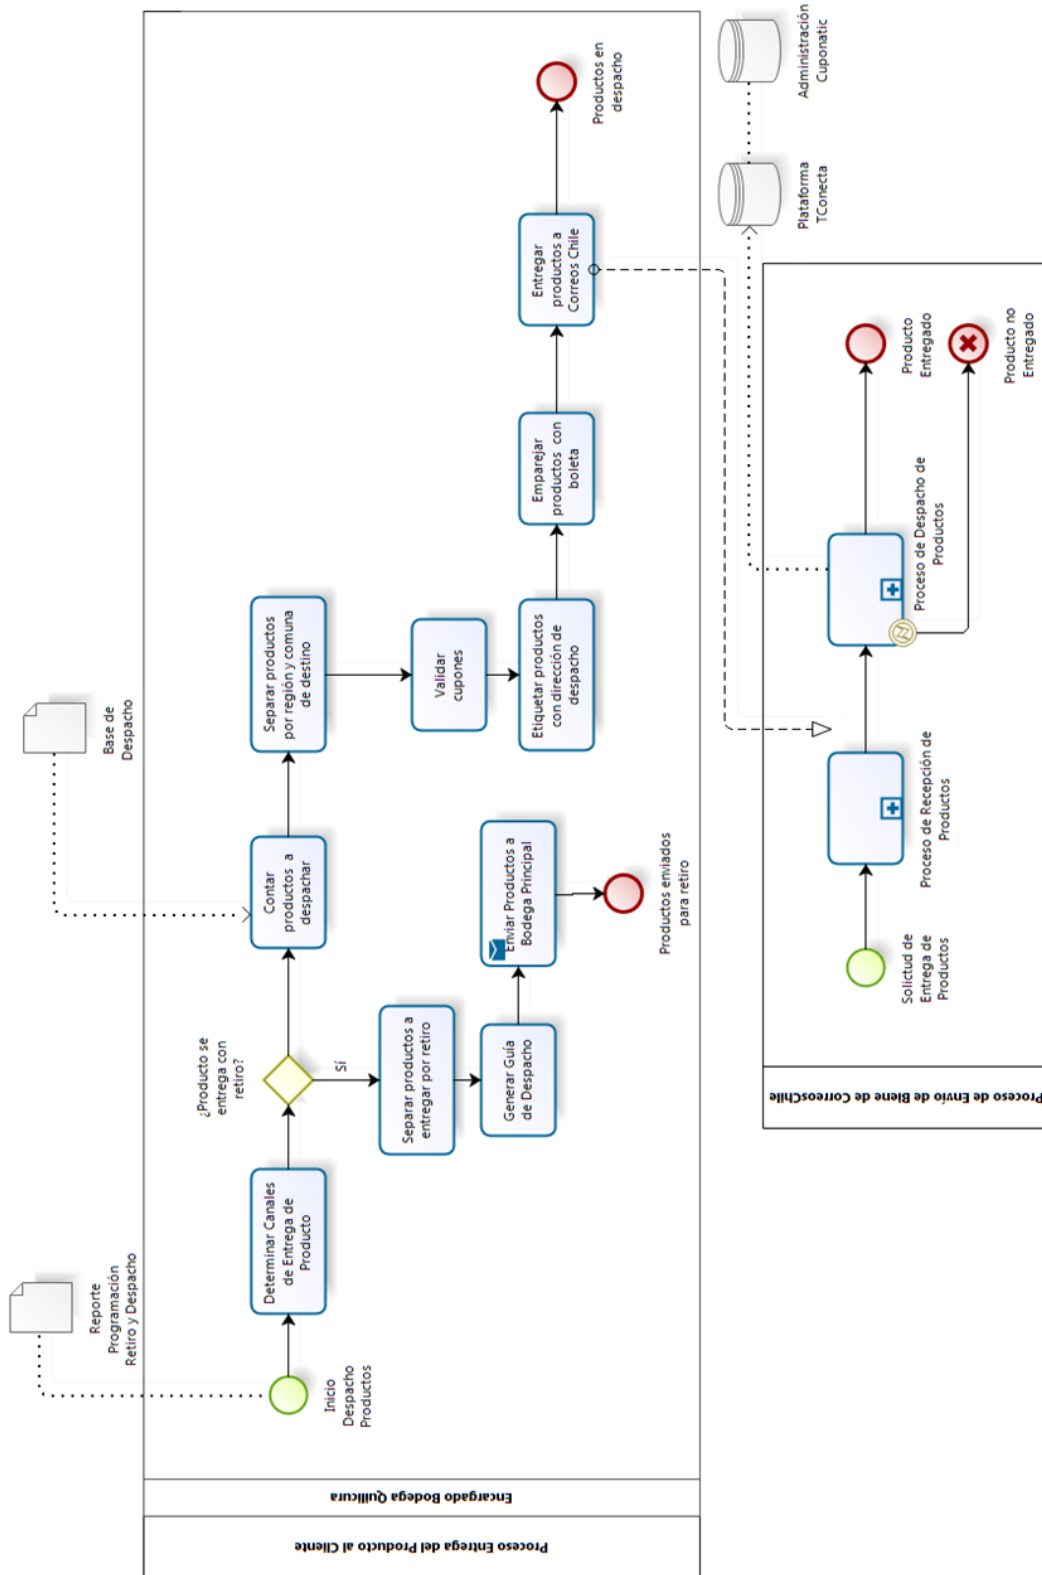 Proceso Entrega del Producto al Cliente
Encargado Bodega Quilicura
Reporte
Programación
Retiro y Despacho
Inicio
Despacho
Productos
Determinar Canales
de Entrega de
Producto
¿Producto se
entrega con
retiro?
Sí
Separar productos a
entregar por retiro
Generar Guía
de Despacho
Enviar Productos a
Bodega Principal
Productos enviados
para retiro
Base de
Despacho
Contar
productos a
despachar
Separar productos
por región y comuna
de destino
Validar
cupones
Etiquetar productos
con dirección de
despacho
Emparejar
productos con
boleta
Entregar
productos a
Correos Chile
Productos en
despacho
Proceso de Envío de Biene de CorreosChile
Solicitud de
Entrega de
Productos
Proceso de Recepción de
Productos
Proceso de Despacho de
Productos
Producto
Entregado
Producto no
Entregado
Plataforma
TConecta
Administración
Cuponatic